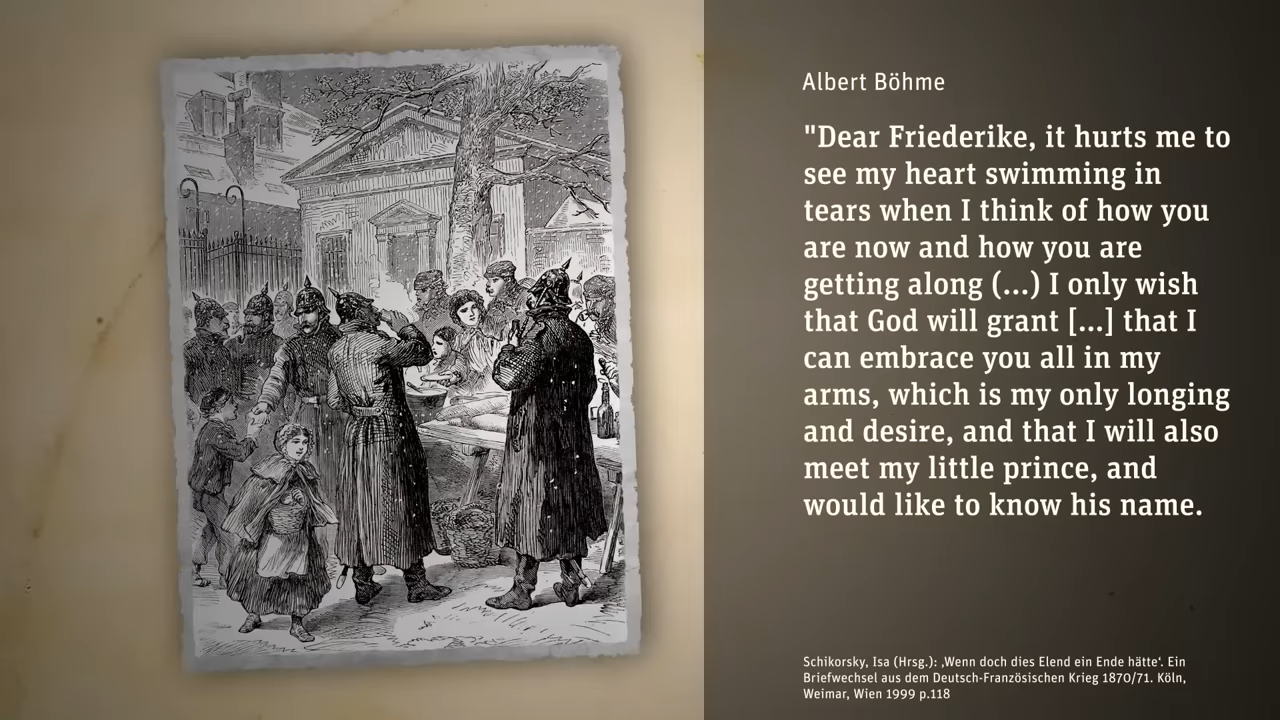 Albert Böhme
"Dear Friederike, it hurts me to
see my heart swimming in
tears when I think of how you
are now and how you are
getting along (...) I only wish
that God will grant [...] that I
can embrace you all in my
arms, which is my only longing
and desire, and that I will also
meet my little prince, and
would like to know his name.
Schikorsky, Isa (Hrsg.): ‚Wenn doch dies Elend ein Ende hätte‘. Ein
Briefwechsel aus dem Deutsch-Französischen Krieg 1870/71. Köln,
Weimar, Wien 1999 p.118